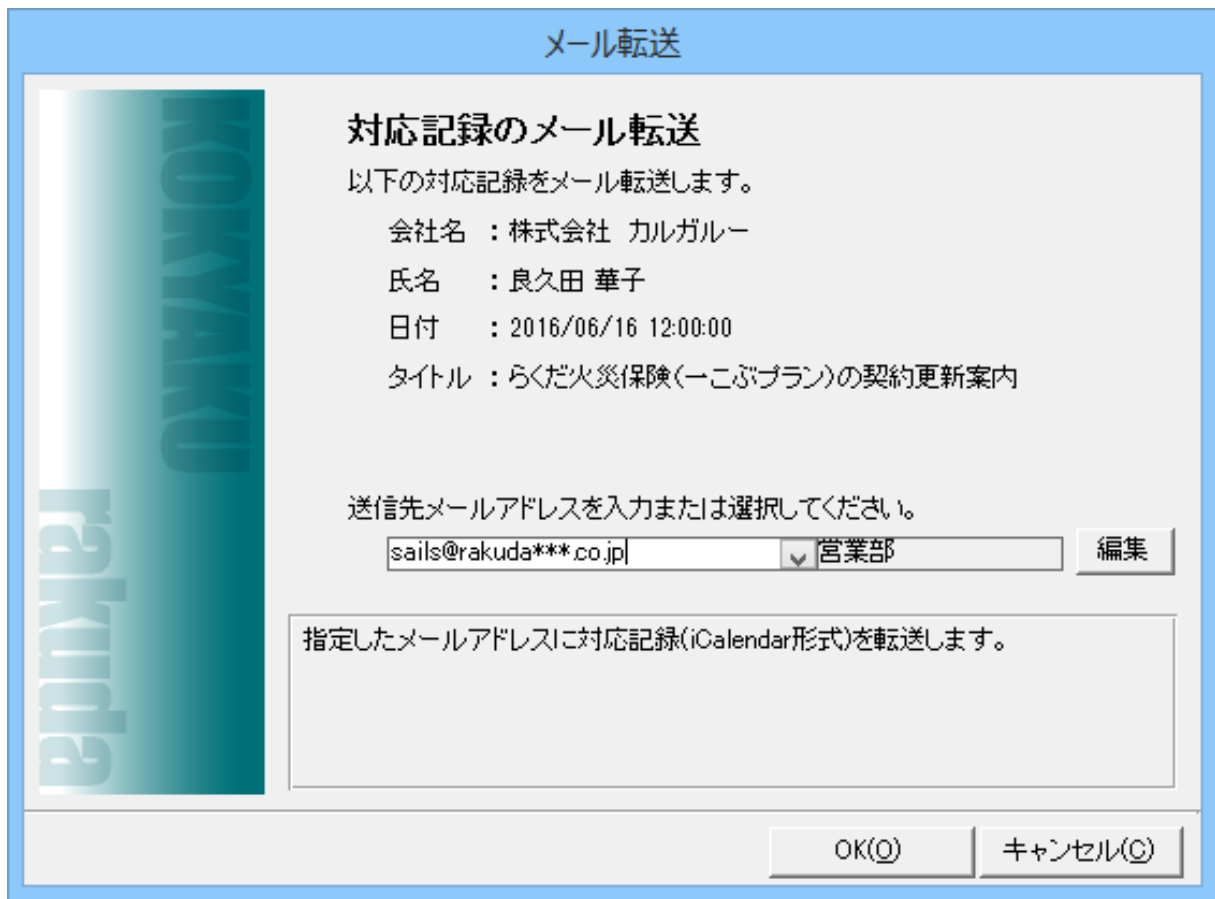 メール転送
KOKYAKU
rakuda
対応記録のメール転送
以下の対応記録をメール転送します。
会社名 ：株式会社 カルガルー
氏名 ：良久田 華子
日付 ：2016/06/16 12:00:00
タイトル ：らくだ火災保険(一こぶプラン)の契約更新案内
送信先メールアドレスを入力または選択してください。
sails@rakuda***.co.jp 営業部 編集
指定したメールアドレスに対応記録(iCalendar形式)を転送します。
OK(O) キャンセル(C)